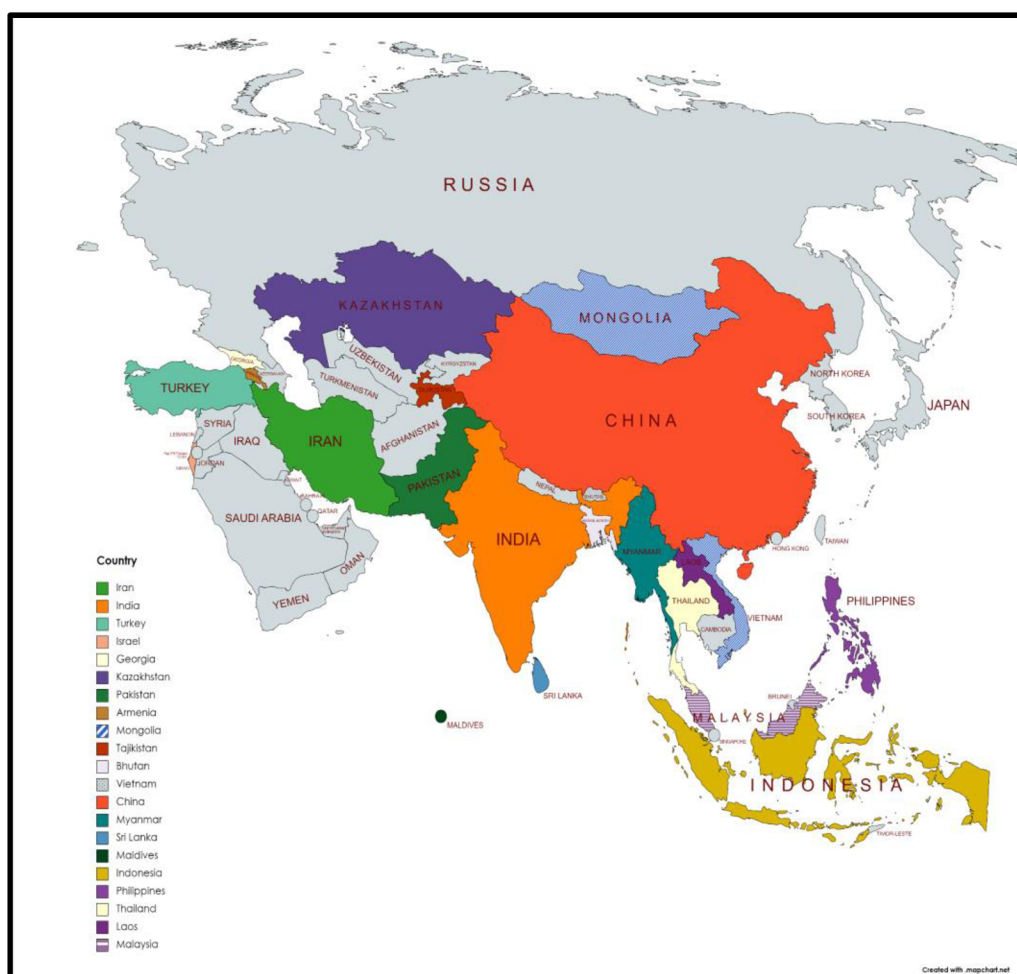 RUSSIA
KAZAKHSTAN
MONGOLIA
UZBEKISTAN
KYRGYZSTAN
GEORGIA
TURKMENISTAN
TURKEY
NORTH KOREA
SOUTH KOREA
JAPAN
CHINA
SYRIA
LEBANON
IRAQ
IRAN
AFGHANISTAN
JORDAN
PAKISTAN
NEPAL
BHUTAN
BAHRAIN
QATAR
SAUDI ARABIA
INDIA
OMAN
YEMEN
MYANMAR
LAOS
HONG KONG
TAIWAN
THAILAND
VIETNAM
CAMBODIA
PHILIPPINES
SRI LANKA
MALDIVES
BRUNEI
MALAYSIA
SINGAPORE
INDONESIA
TIMOR-LESTE
Country
Iran
India
Turkey
Israel
Georgia
Kazakhstan
Pakistan
Armenia
Mongolia
Tajikistan
Bhutan
Vietnam
China
Myanmar
Sri Lanka
Maldives
Indonesia
Philippines
Thailand
Laos
Malaysia
Created with mapchart.net